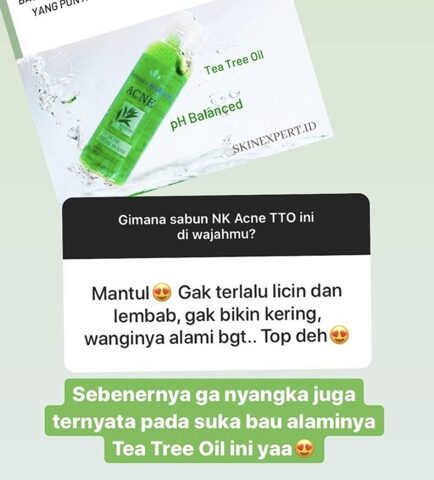 YANG PUNY
Tea Tree Oil
ACNE
pH Balanced
SKINEXPERT.ID
Gimana sabun NK Acne TTO ini
di wajahmu?
Mantul😍 Gak terlalu licin dan
lembab, gak bikin kering,
wanginya alami bgt.. Top deh😍
Sebenernya ga nyangka juga
ternyata pada suka bau alaminya
Tea Tree Oil ini yaa😍